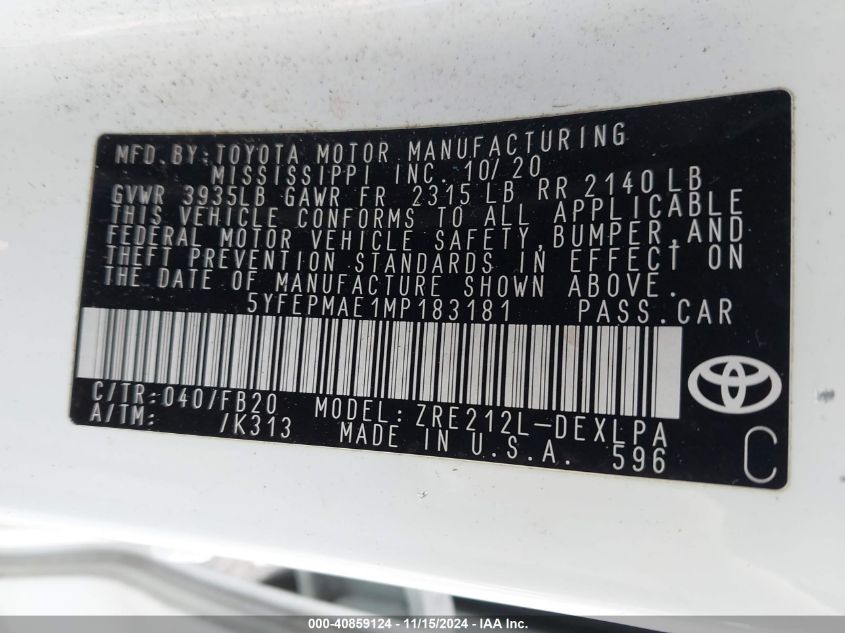 MFD.BY:TOYOTA MOTOR MANUFACTURING
MISSISSIPPI INC. 10/20
GVWR 3935LB GAWR FR 2315 LB RR 2140 LB
THIS VEHICLE CONFORMS TO ALL APPLICABLE
FEDERAL MOTOR VEHICLE SAFETY,BUMPER,AND
THEFT PREVENTION STANDARDS IN EFFECT ON
THE DATE OF MANUFACTURE SHOWN ABOVE.
5YFEPMAE1MP183181 PASS.CAR
C/TR:040/FB20 MODEL:ZRE212L-DEXLPA
A/TM: /K313 MADE IN U.S.A. 596
C
000-40859124 - 11/15/2024 - IAA Inc.